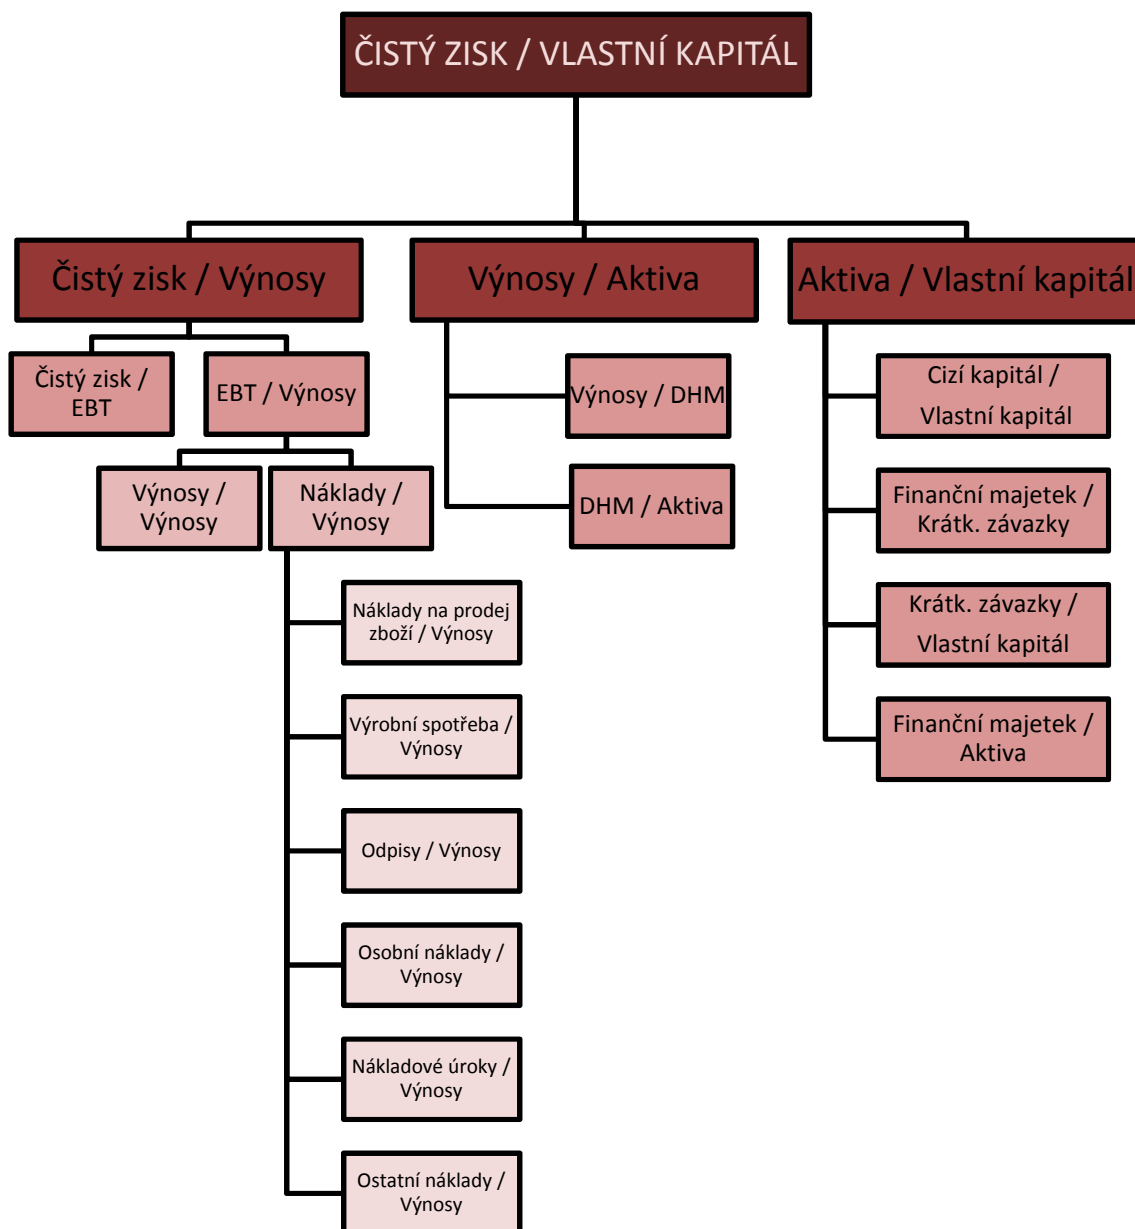 ČISTÝ ZISK / VLASTNÍ KAPITÁL
Čistý zisk / Výnosy
Výnosy / Aktiva
Aktiva / Vlastní kapitál
Čistý zisk /
EBT
EBT / Výnosy
Výnosy /
Výnosy
Náklady /
Výnosy
Náklady na prodej
zboží / Výnosy
Výrobní spotřeba /
Výnosy
Odpisy / Výnosy
Osobní náklady /
Výnosy
Nákladové úroky /
Výnosy
Ostatní náklady /
Výnosy
Výnosy / DHM
DHM / Aktiva
Cizí kapitál /
Vlastní kapitál
Finanční majetek /
Krátk. závazky
Krátk. závazky /
Vlastní kapitál
Finanční majetek /
Aktiva